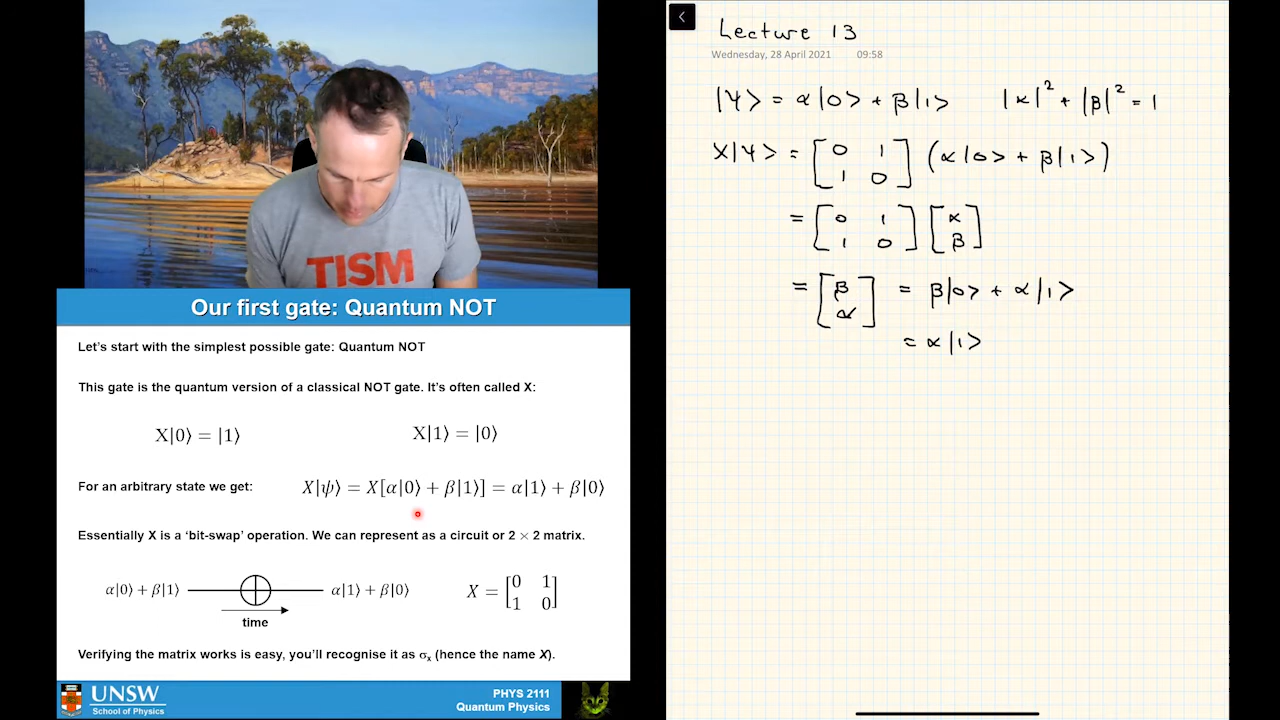 TISM
Our first gate: Quantum NOT
Let's start with the simplest possible gate: Quantum NOT
This gate is the quantum version of a classical NOT gate. It's often called X:
X|0⟩ = |1⟩ X|1⟩ = |0⟩
For an arbitrary state we get: X|ψ⟩ = X[α|0⟩ + β|1⟩] = α|1⟩ + β|0⟩
Essentially X is a 'bit-swap' operation. We can represent as a circuit or 2 × 2 matrix.
α|0⟩ + β|1⟩ α|1⟩ + β|0⟩ X = [0 1
1 0]
time
Verifying the matrix works is easy, you'll recognise it as σx (hence the name X).
UNSW
School of Physics
PHYS 2111
Quantum Physics
Lecture 13
Wednesday, 28 April 2021 09:58
|Ψ⟩ = α|0⟩ + β|1⟩ |α|² + |β|² = 1
X|Ψ⟩ = [0 1
1 0] (α|0⟩ + β|1⟩)
= [0 1
1 0] [α
β]
= [β
α] = β|0⟩ + α|1⟩
= α|1⟩